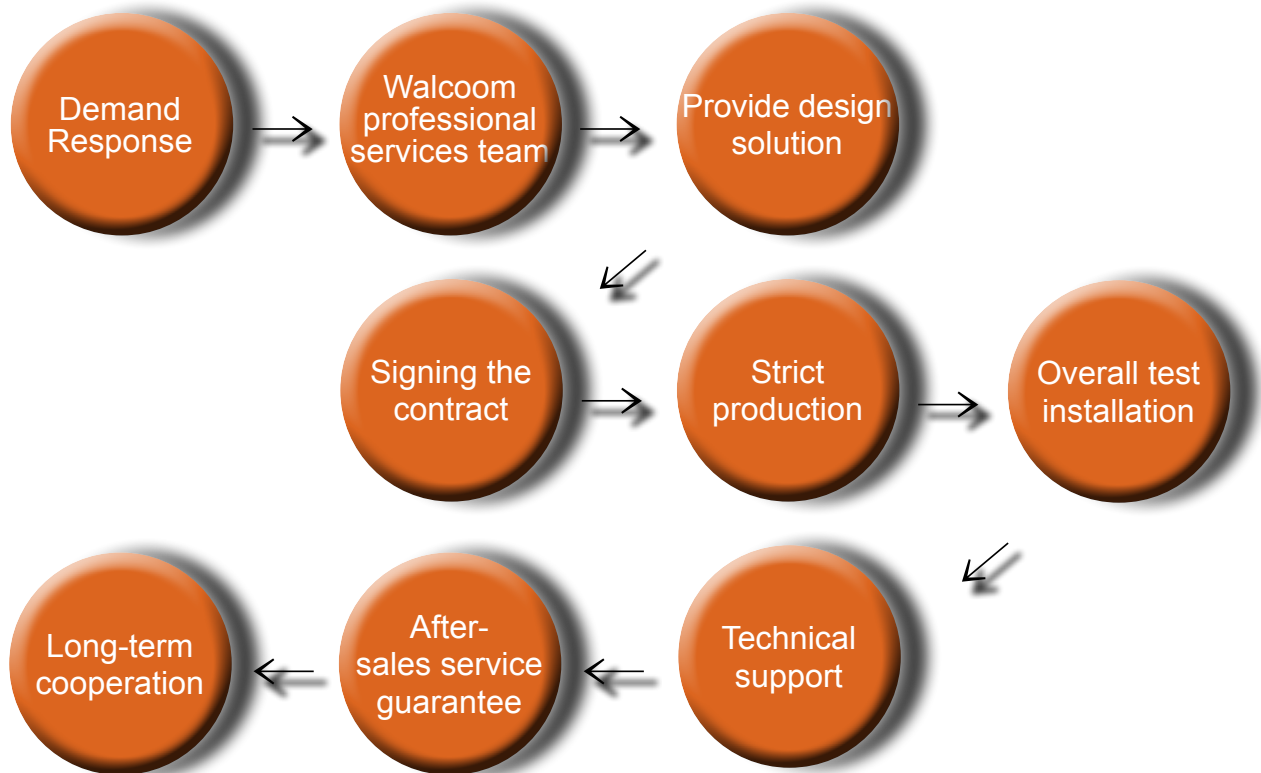 Demand
Response
Walcoom
professional
services team
Provide design
solution
Signing the
contract
Strict
production
Overall test
installation
Long-term
cooperation
After-
sales service
guarantee
Technical
support